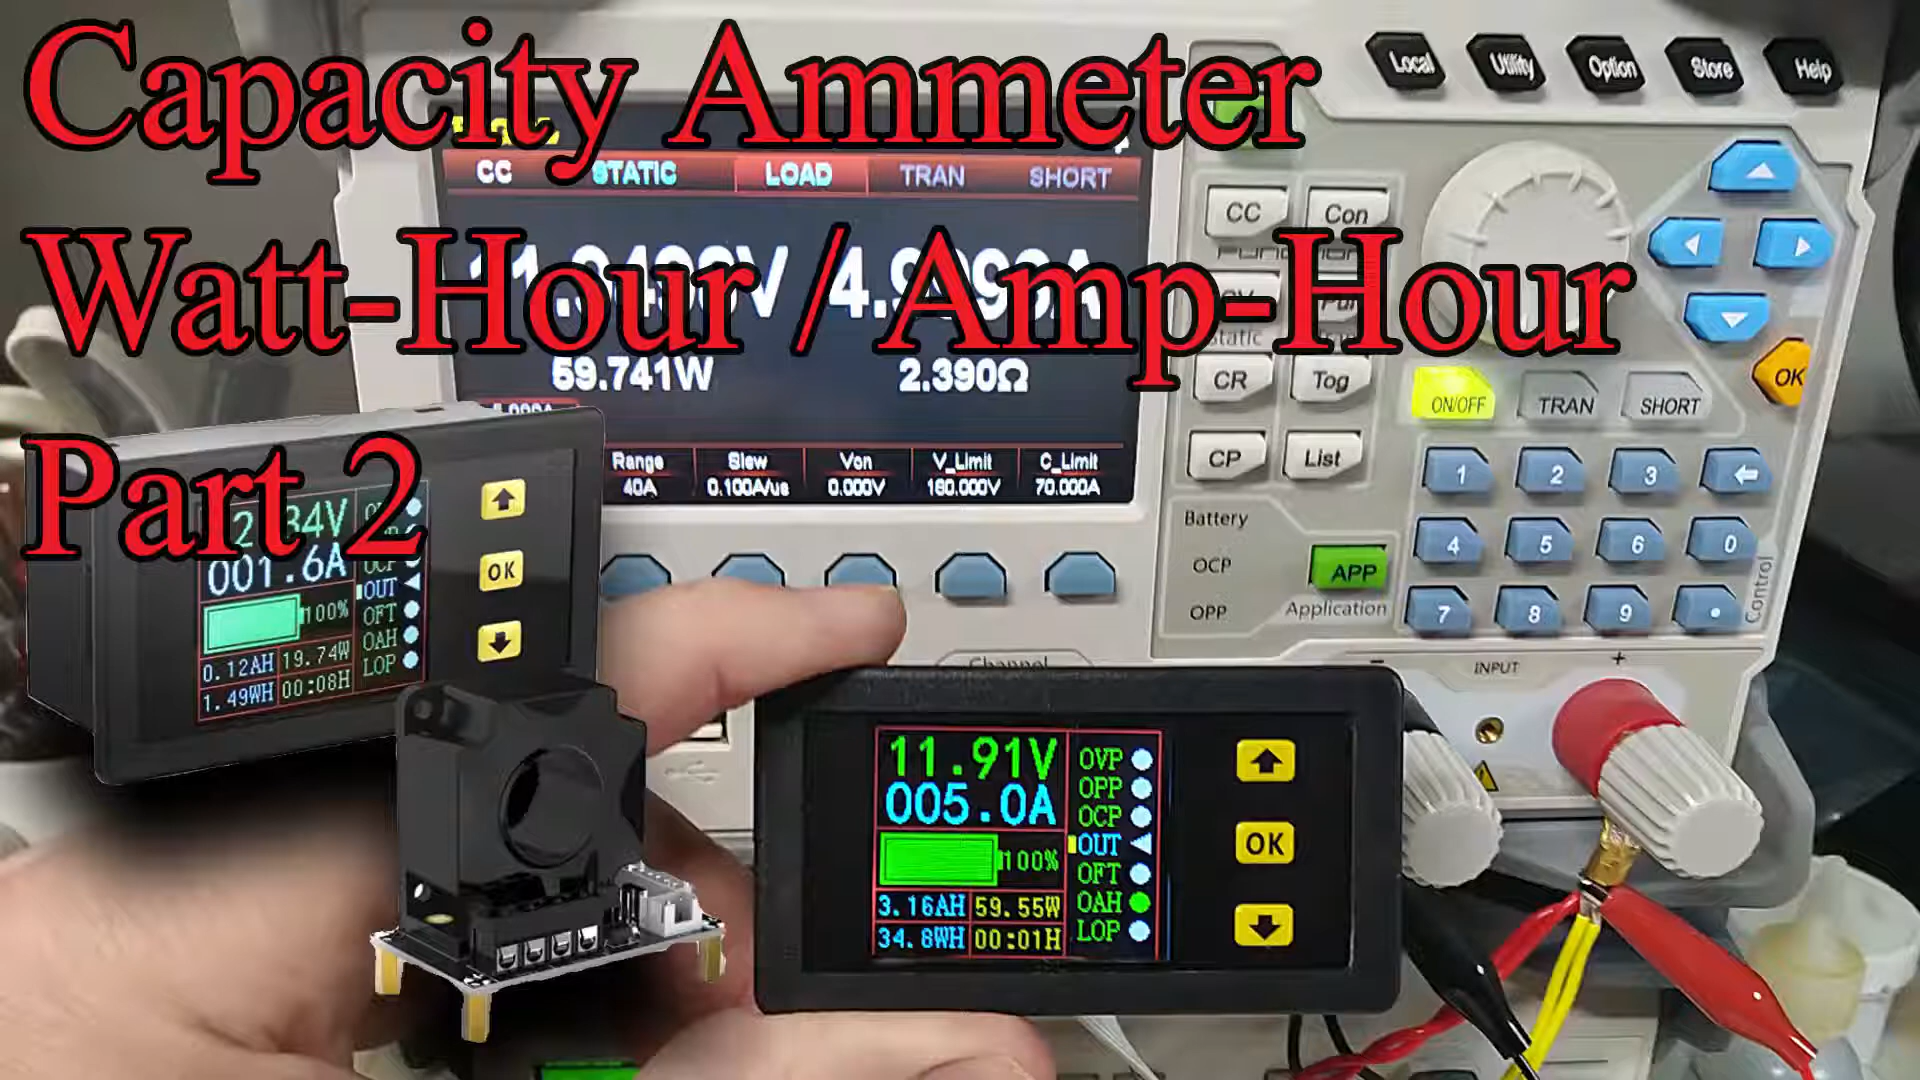 Capacity Ammeter
Watt-Hour / Amp-Hour
Part 2
Local Utility Option Store Help
CC STATIC LOAD TRAN SHORT
59.741W 2.390Ω
Range Slew Von V_Limit C_Limit
40A 0.100A/us 0.000V 160.000V 70.000A
CC Con
CR Tog
CP List
ON/OFF TRAN SHORT
OK
1 2 3
4 5 6 0
7 8 9 .
Control
Battery
OCP
OPP
APP
Application
- INPUT +
Channel
34V
001.6A
100%
0.12AH 19.74W
1.49WH 00:08H
OCP
OUT
OFT
OAH
LOP
OK
11.91V
005.0A
100%
3.16AH 59.55W
34.8WH 00:01H
OVP
OPP
OCP
OUT
OFT
OAH
LOP
OK